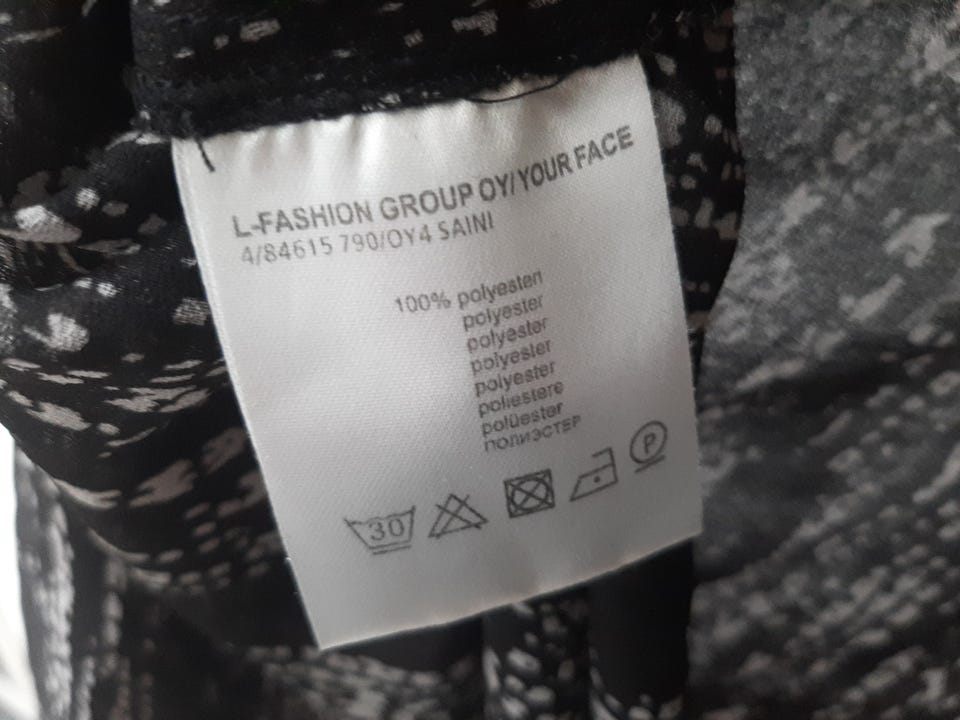 L-FASHION GROUP OY/YOUR FACE
4/84615 790/OY4 SAINI
100% polyesteri
polyester
polyester
polyester
polyester
poliestere
polüester
ПОЛИЭСТЕР
30
P